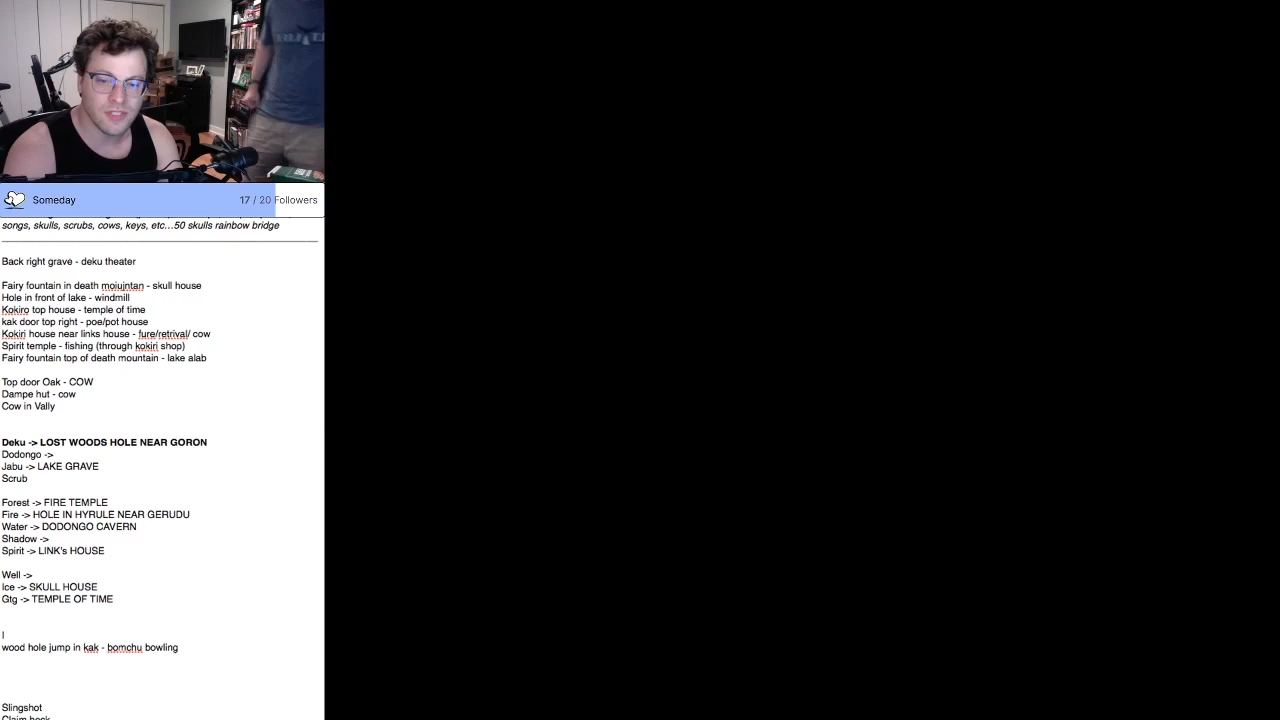 Someday
17 / 20 Followers
songs, skulls, scrubs, cows, keys, etc...50 skulls rainbow bridge
Back right grave - deku theater
Fairy fountain in death moiujntan - skull house
Hole in front of lake - windmill
Kokiro top house - temple of time
kak door top right - poe/pot house
Kokiri house near links house - fure/retrival/ cow
Spirit temple - fishing (through kokiri shop)
Fairy fountain top of death mountain - lake alab
Top door Oak - COW
Dampe hut - cow
Cow in Vally
Deku -> LOST WOODS HOLE NEAR GORON
Dodongo ->
Jabu -> LAKE GRAVE
Scrub
Forest -> FIRE TEMPLE
Fire -> HOLE IN HYRULE NEAR GERUDU
Water -> DODONGO CAVERN
Shadow ->
Spirit -> LINK's HOUSE
Well ->
Ice -> SKULL HOUSE
Gtg -> TEMPLE OF TIME
I
wood hole jump in kak - bomchu bowling
Slingshot